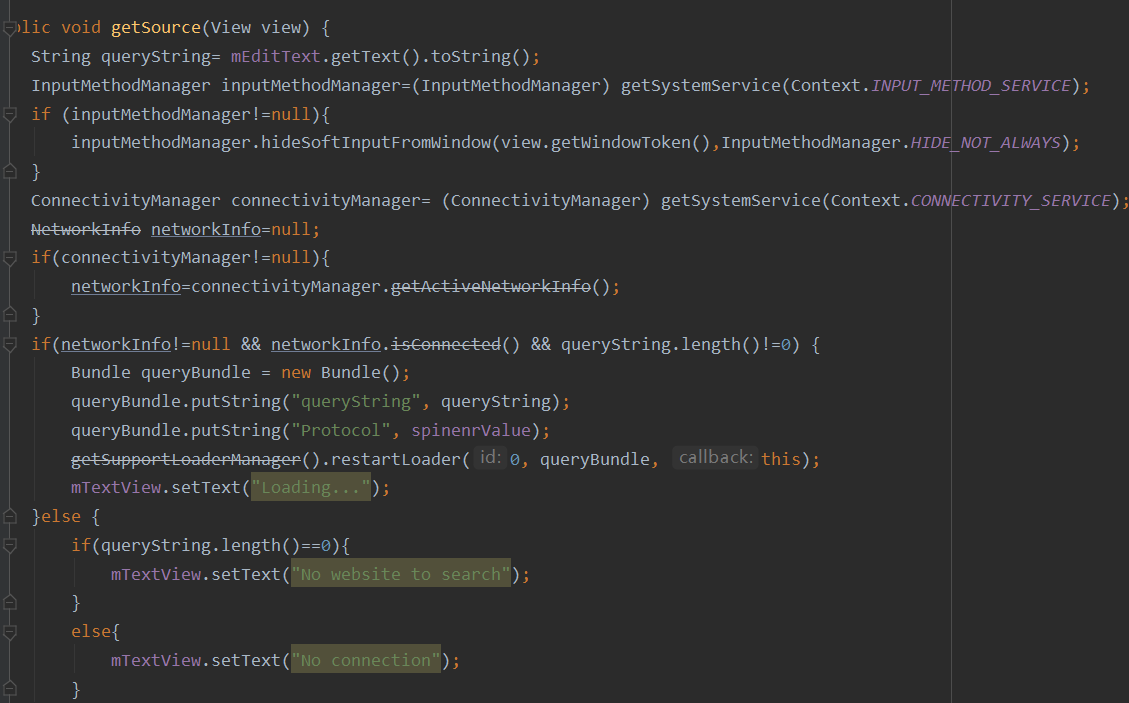 blic void getSource(View view) {
String queryString= mEditText.getText().toString();
InputMethodManager inputMethodManager=(InputMethodManager) getSystemService(Context.INPUT_METHOD_SERVICE);
if (inputMethodManager!=null){
inputMethodManager.hideSoftInputFromWindow(view.getWindowToken(),InputMethodManager.HIDE_NOT_ALWAYS);
}
ConnectivityManager connectivityManager= (ConnectivityManager) getSystemService(Context.CONNECTIVITY_SERVICE);
NetworkInfo networkInfo=null;
if(connectivityManager!=null){
networkInfo=connectivityManager.getActiveNetworkInfo();
}
if(networkInfo!=null && networkInfo.isConnected() && queryString.length()!=0) {
Bundle queryBundle = new Bundle();
queryBundle.putString("queryString", queryString);
queryBundle.putString("Protocol", spinenrValue);
getSupportLoaderManager().restartLoader( id: 0, queryBundle, callback: this);
mTextView.setText("Loading...");
}else {
if(queryString.length()==0){
mTextView.setText("No website to search");
}
else{
mTextView.setText("No connection");
}